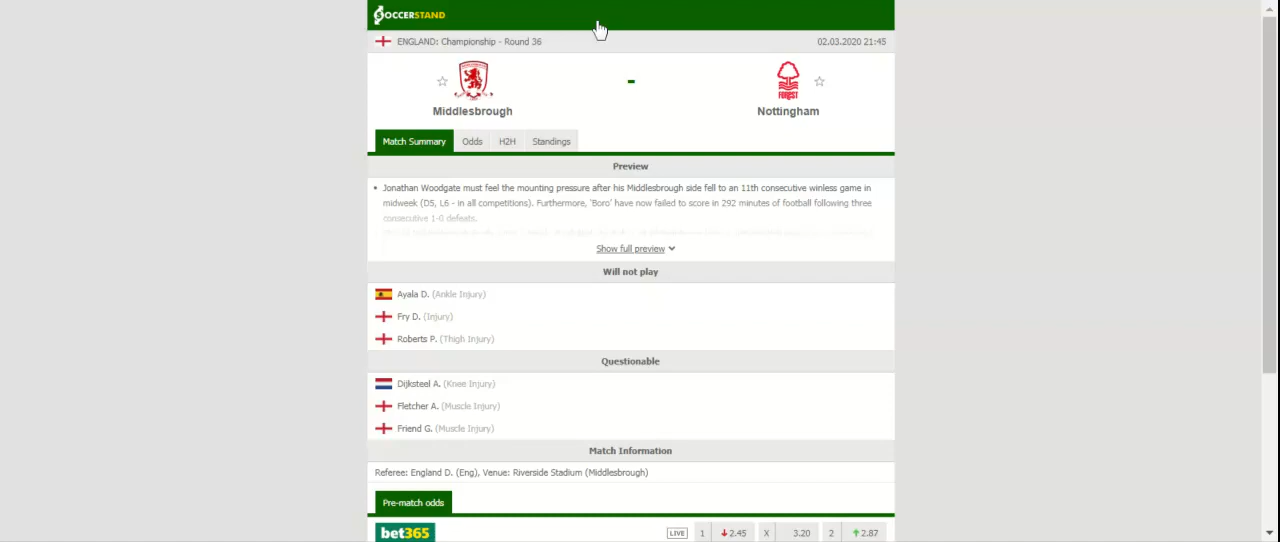 SOCCERSTAND
ENGLAND: Championship - Round 36 02.03.2020 21:45
FOREST
Middlesbrough - Nottingham
Match Summary Odds H2H Standings
Preview
Jonathan Woodgate must feel the mounting pressure after his Middlesbrough side fell to an 11th consecutive winless game in
midweek (D5, L6 - in all competitions). Furthermore, 'Boro' have now failed to score in 292 minutes of football following three
consecutive 1-0 defeats.
Show full preview
Will not play
Ayala D. (Ankle Injury)
Fry D. (Injury)
Roberts P. (Thigh Injury)
Questionable
Dijksteel A. (Knee Injury)
Fletcher A. (Muscle Injury)
Friend G. (Muscle Injury)
Match Information
Referee: England D. (Eng), Venue: Riverside Stadium (Middlesbrough)
Pre-match odds
bet365 LIVE 1 2.45 X 3.20 2 2.87